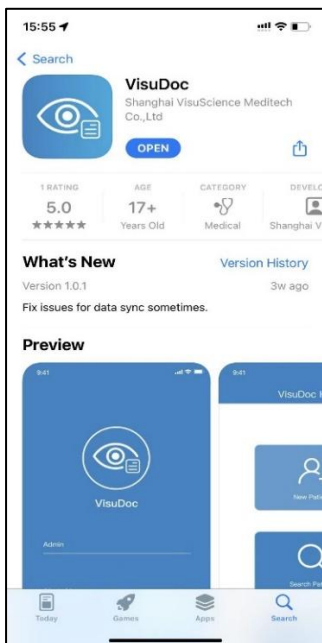 15:55
Search
VisuDoc
Shanghai VisuScience Meditech
Co.,Ltd
OPEN
1 RATING
AGE
CATEGORY
DEVELO
5.0
17+
Years Old
Medical
Shanghai V
What's New
Version History
Version 1.0.1
3w ago
Fix issues for data sync sometimes.
Preview
9:41
9:41
VisuDoc
VisuDoc
Admin
New Patie
Search Pat
Today
Games
Apps
Search